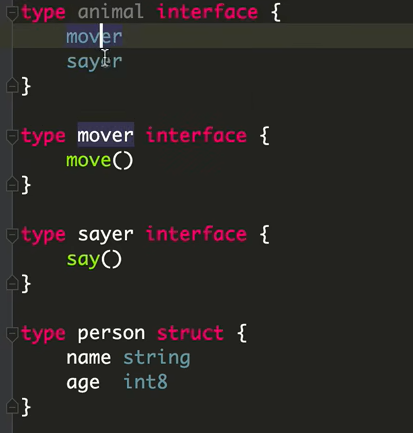 type animal interface {
    mover
    sayer
}

type mover interface {
    move()
}

type sayer interface {
    say()
}

type person struct {
    name string
    age  int8
}